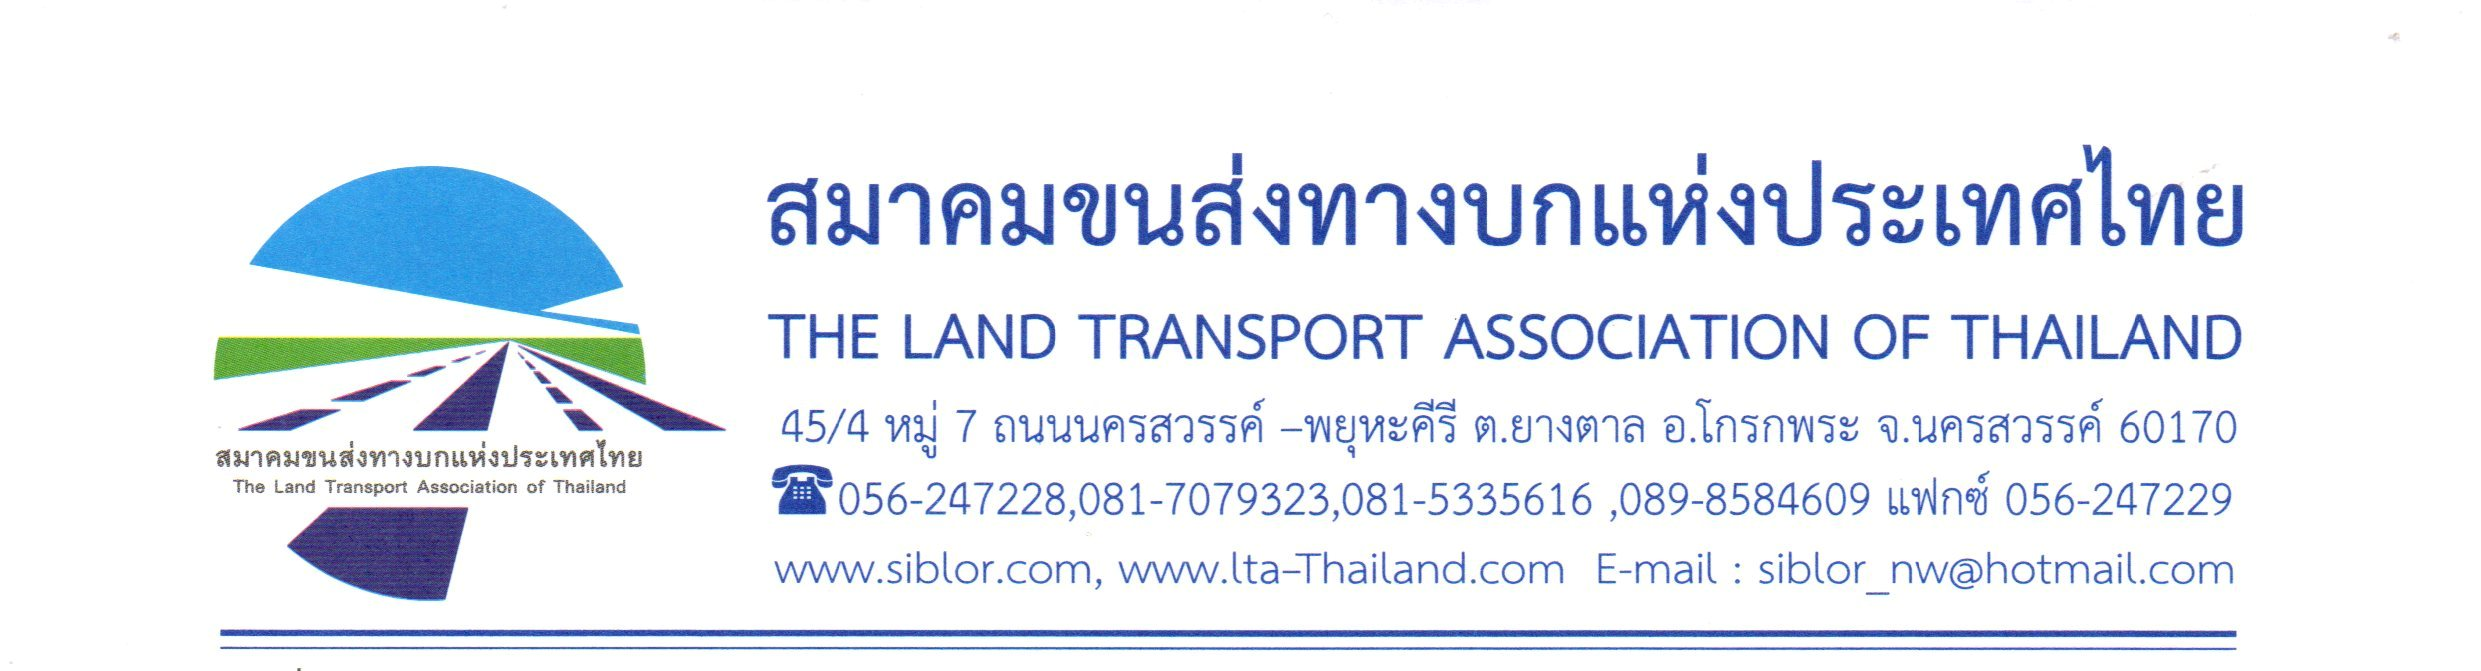 สมาคมขนส่งทางบกแห่งประเทศไทย
THE LAND TRANSPORT ASSOCIATION OF THAILAND
45/4 หมู่ 7 ถนนนครสวรรค์ –พยุหะคีรี ต.ยางตาล อ.โกรกพระ จ.นครสวรรค์ 60170
☎056-247228,081-7079323,081-5335616 ,089-8584609 แฟกซ์ 056-247229
www.siblor.com, www.lta–Thailand.com E-mail : siblor_nw@hotmail.com
สมาคมขนส่งทางบกแห่งประเทศไทย
The Land Transport Association of Thailand